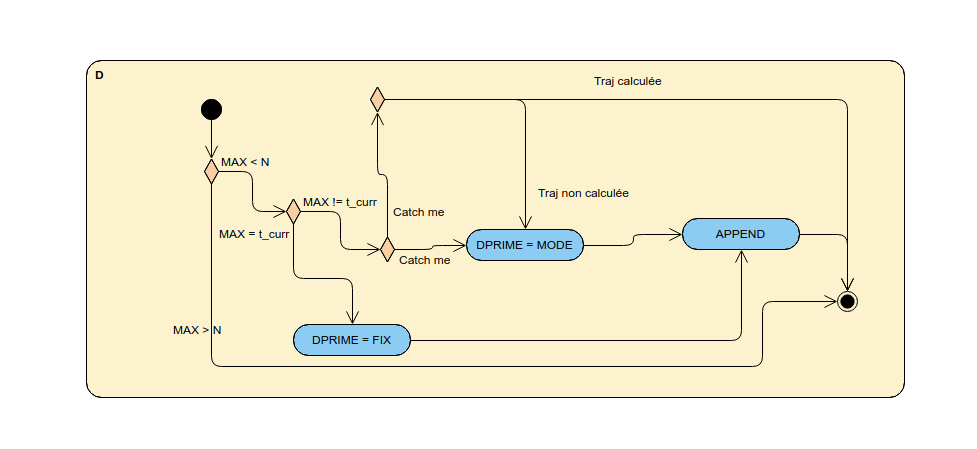 D
Traj calculée
MAX < N
MAX != t_curr
Traj non calculée
Catch me
MAX = t_curr
APPEND
DPRIME = MODE
Catch me
MAX > N
DPRIME = FIX